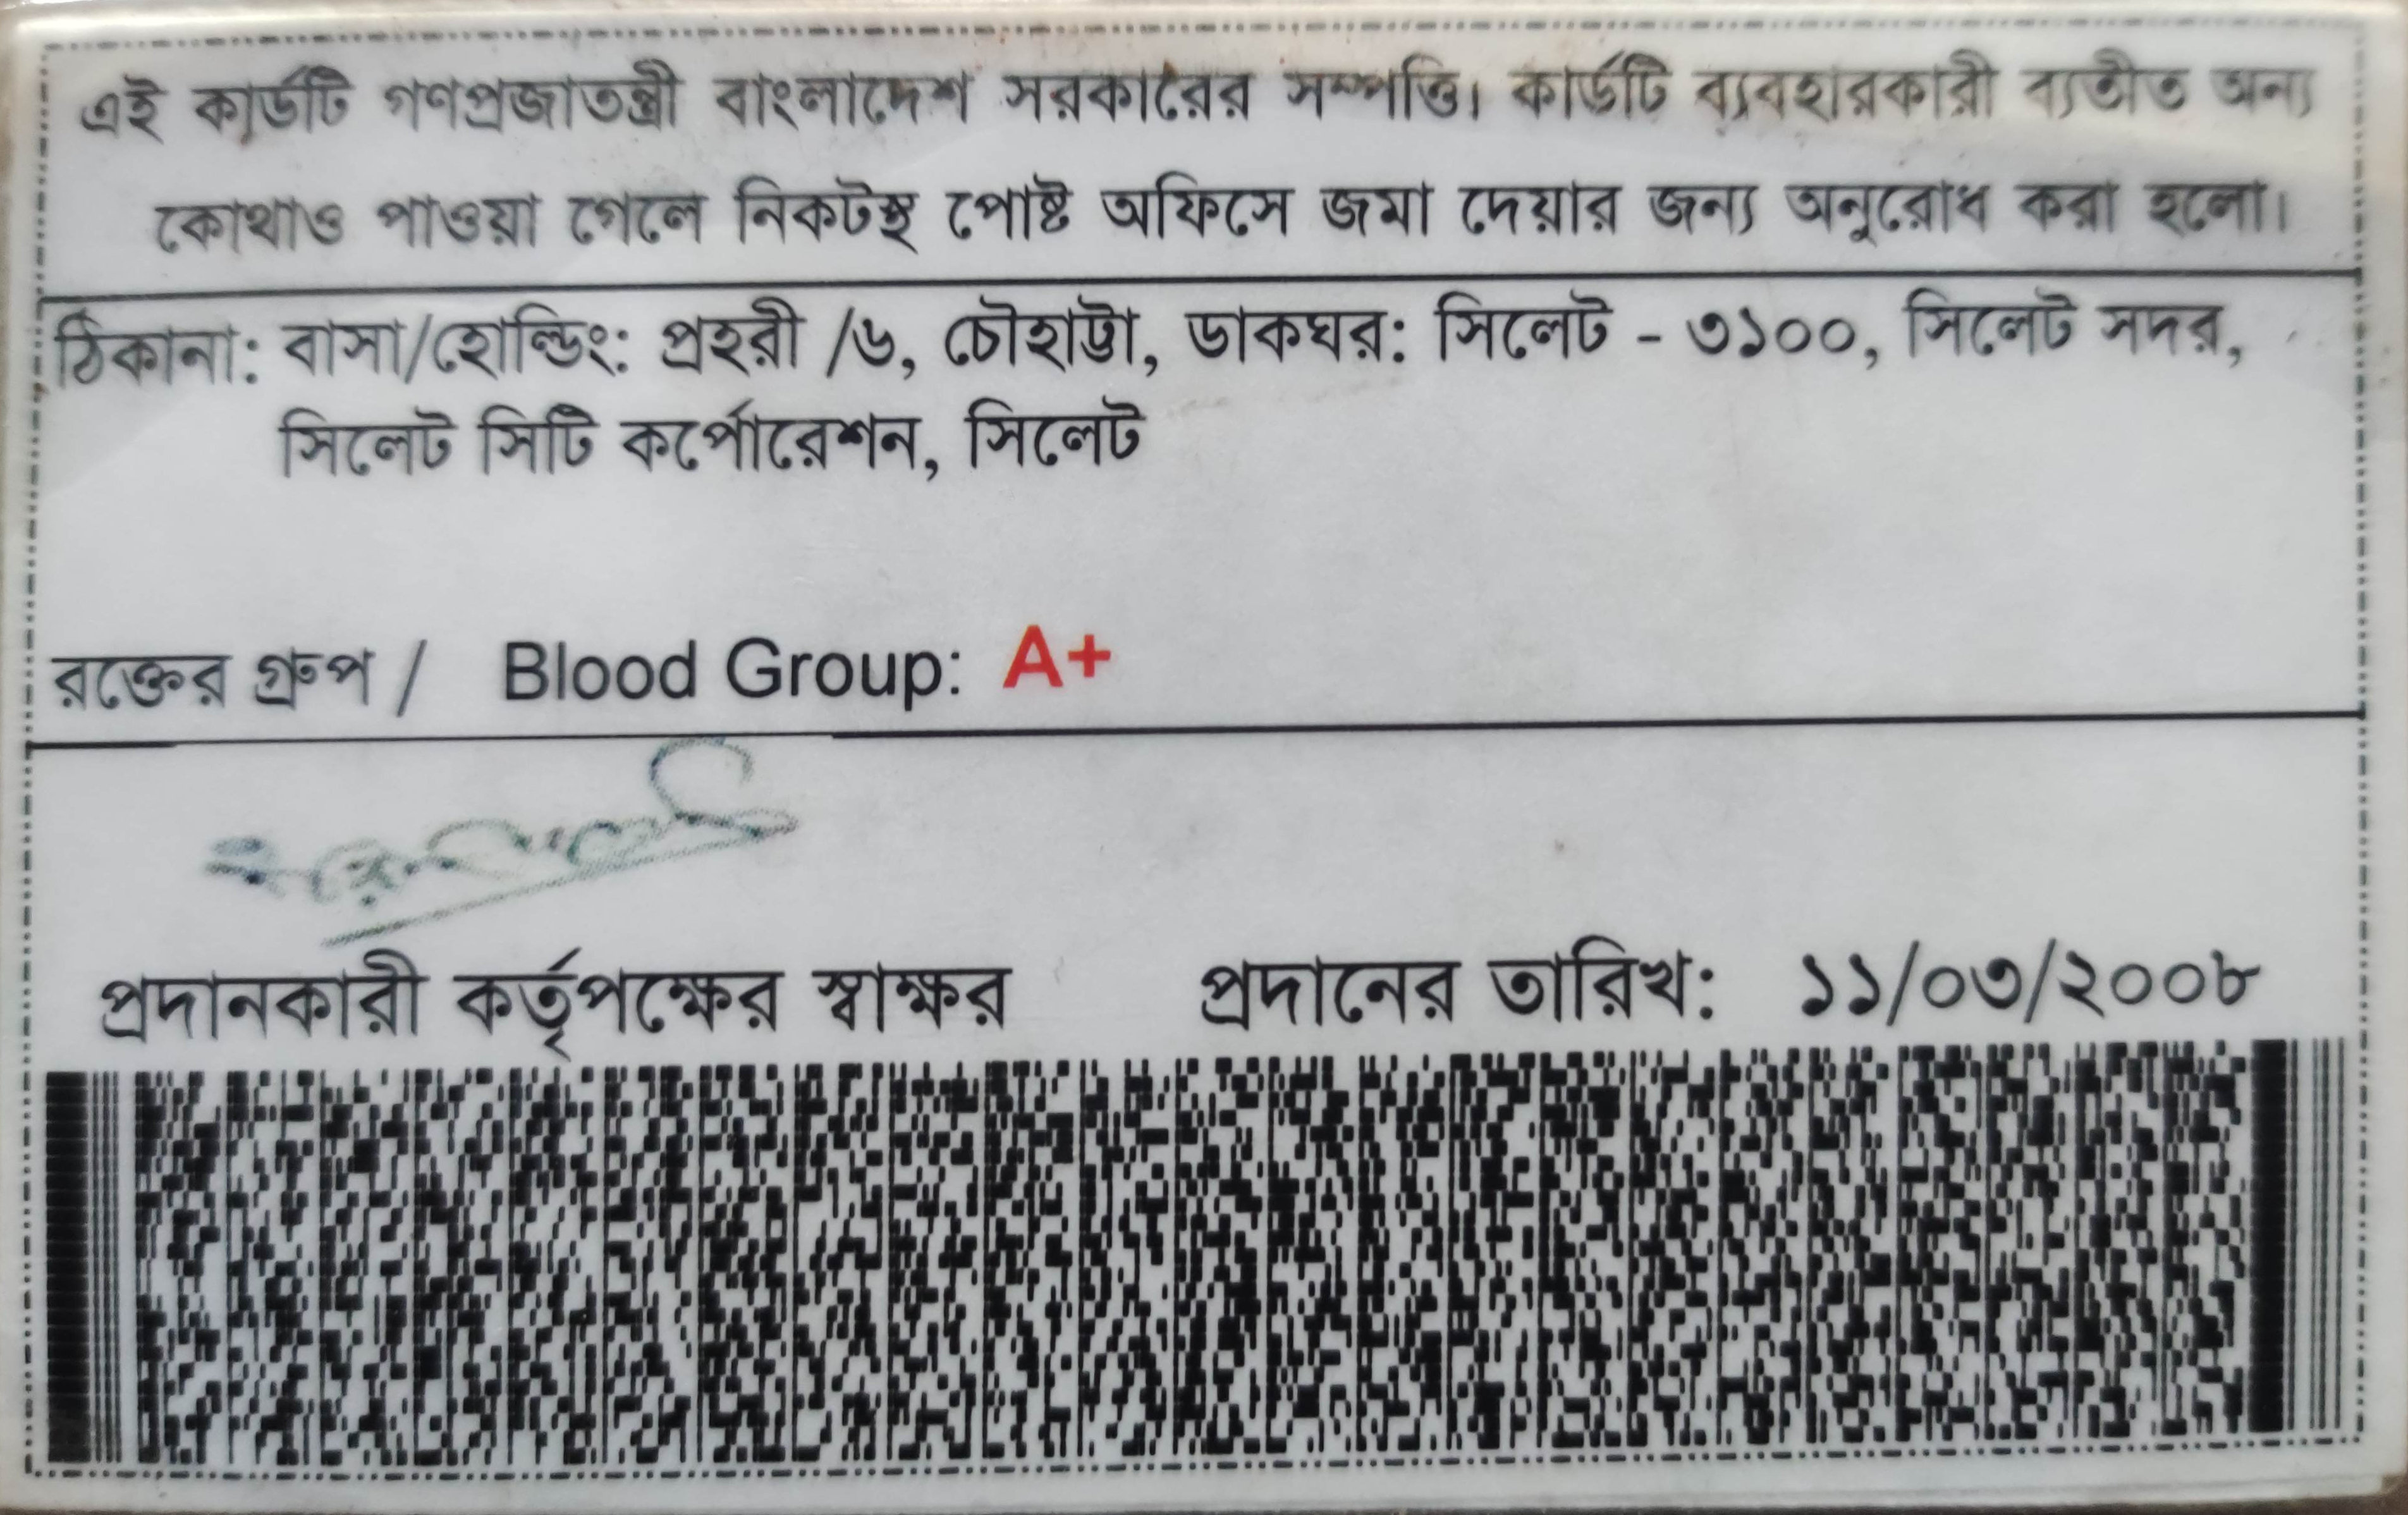 এই কার্ডটি গণপ্রজাতন্ত্রী বাংলাদেশ সরকারের সম্পত্তি। কার্ডটি ব্যবহারকারী ব্যতীত অন্য
কোথাও পাওয়া গেলে নিকটস্থ পোষ্ট অফিসে জমা দেয়ার জন্য অনুরোধ করা হলো।
ঠিকানা: বাসা/হোল্ডিং: প্রহরী /৬, চৌহাট্টা, ডাকঘর: সিলেট - ৩১০০, সিলেট সদর,
সিলেট সিটি কর্পোরেশন, সিলেট
রক্তের গ্রুপ / Blood Group: A+
প্রদানকারী কর্তৃপক্ষের স্বাক্ষর প্রদানের তারিখ: ১১/০৩/২০০৮